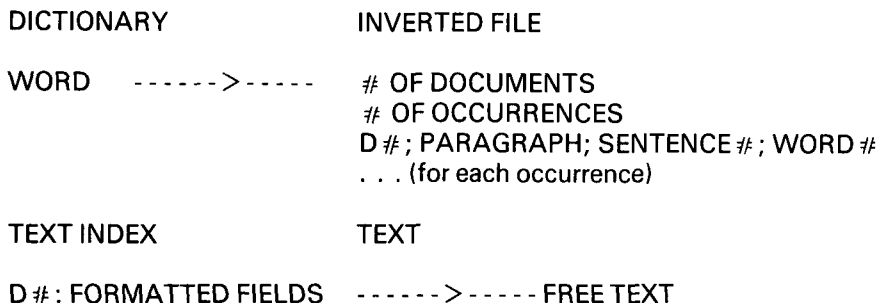 DICTIONARY INVERTED FILE
WORD ------>----- # OF DOCUMENTS
# OF OCCURRENCES
D#; PARAGRAPH; SENTENCE#; WORD#
. . . (for each occurrence)
TEXT INDEX TEXT
D#; FORMATTED FIELDS ------>----- FREE TEXT